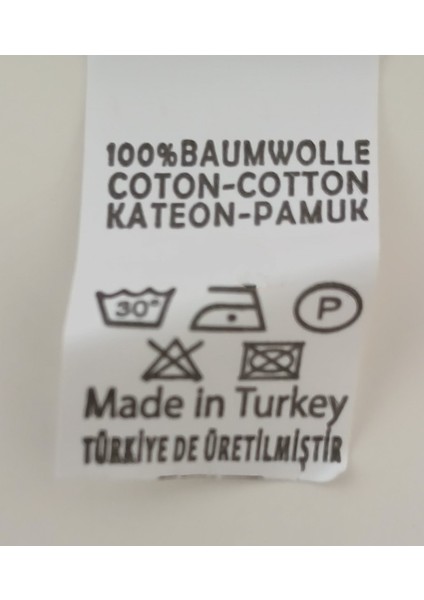 100%BAUMWOLLE
COTON-COTTON
KATEON-PAMUK
30° P
Made in Turkey
TÜRKİYE DE ÜRETİLMİŞTİR